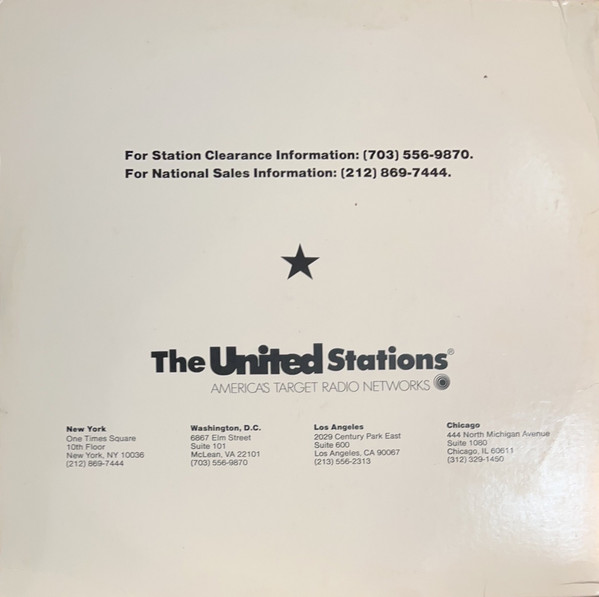 For Station Clearance Information: (703) 556-9870.
For National Sales Information: (212) 869-7444.
The United Stations®
AMERICA'S TARGET RADIO NETWORKS
New York
One Times Square
10th Floor
New York, NY 10036
(212) 869-7444
Washington, D.C.
6867 Elm Street
Suite 101
McLean, VA 22101
(703) 556-9870
Los Angeles
2029 Century Park East
Suite 600
Los Angeles, CA 90067
(213) 556-2313
Chicago
444 North Michigan Avenue
Suite 1080
Chicago, IL 60611
(312) 329-1450